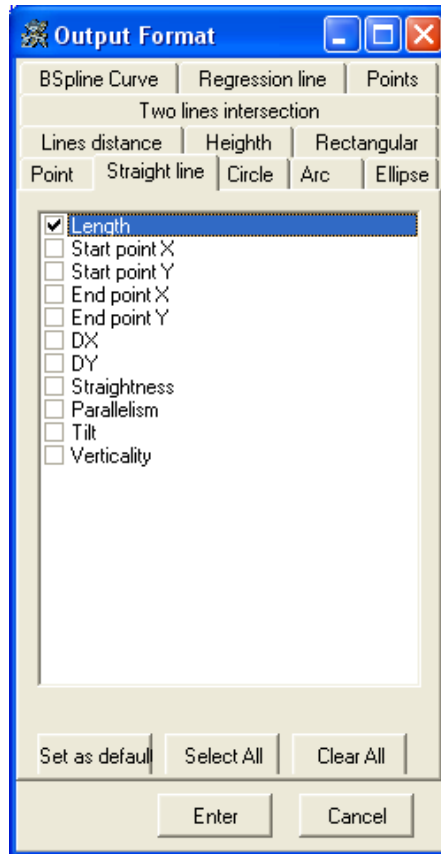 Output Format
BSpline Curve Regression line Points
Two lines intersection
Lines distance Heighth Rectangular
Point Straight line Circle Arc Ellipse
Length
Start point X
Start point Y
End point X
End point Y
DX
DY
Straightness
Parallelism
Tilt
Verticality
Set as defaul Select All Clear All
Enter Cancel